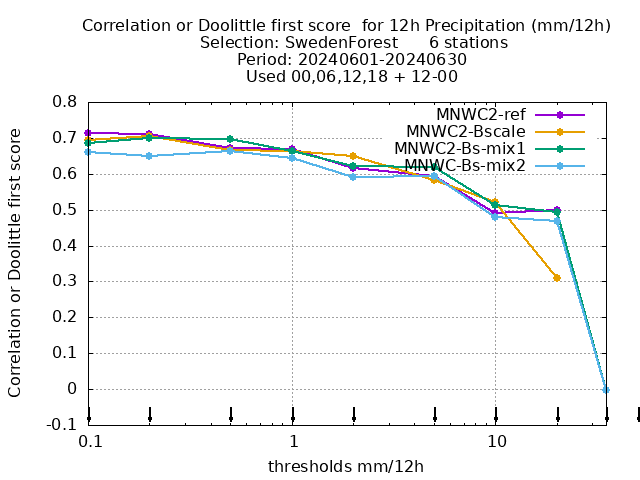 Correlation or Doolittle first score  for 12h Precipitation (mm/12h)
Selection: SwedenForest      6 stations
Period: 20240601-20240630
Used 00,06,12,18 + 12-00
MNWC2-ref
MNWC2-Bscale
MNWC2-Bs-mix1
MNWC-Bs-mix2
Correlation or Doolittle first score
0.8
0.7
0.6
0.5
0.4
0.3
0.2
0.1
0
-0.1
0.1
1
10
thresholds mm/12h